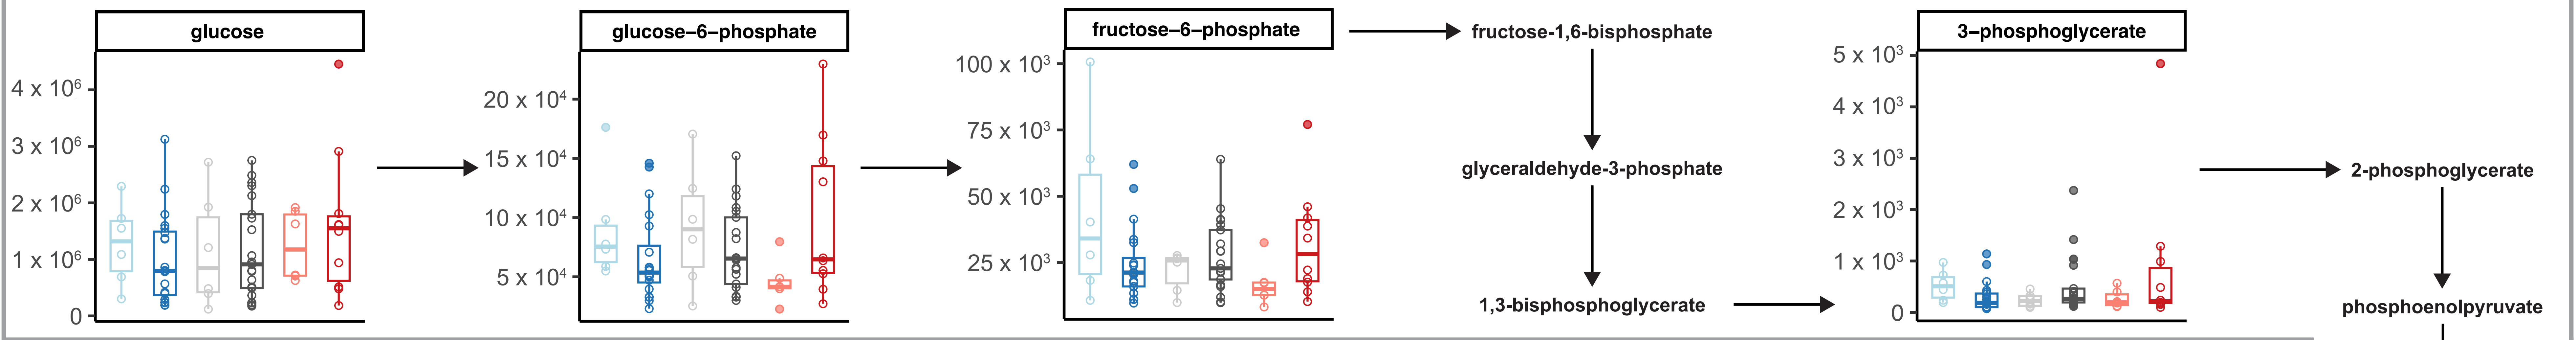 glucose
4 x 10⁶
3 x 10⁶
2 x 10⁶
1 x 10⁶
0
glucose–6–phosphate
20 x 10⁴
15 x 10⁴
10 x 10⁴
5 x 10⁴
fructose–6–phosphate
100 x 10³
75 x 10³
50 x 10³
25 x 10³
fructose-1,6-bisphosphate
glyceraldehyde-3-phosphate
1,3-bisphosphoglycerate
3–phosphoglycerate
5 x 10³
4 x 10³
3 x 10³
2 x 10³
1 x 10³
0
2-phosphoglycerate
phosphoenolpyruvate